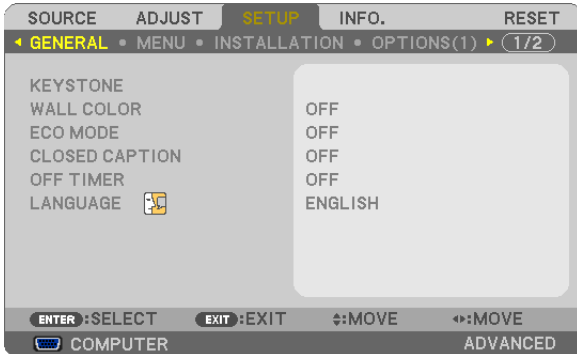 SOURCE ADJUST SETUP INFO. RESET
GENERAL • MENU • INSTALLATION • OPTIONS(1) 1/2
KEYSTONE
WALL COLOR OFF
ECO MODE OFF
CLOSED CAPTION OFF
OFF TIMER OFF
LANGUAGE ENGLISH
ENTER :SELECT EXIT :EXIT :MOVE :MOVE
COMPUTER ADVANCED